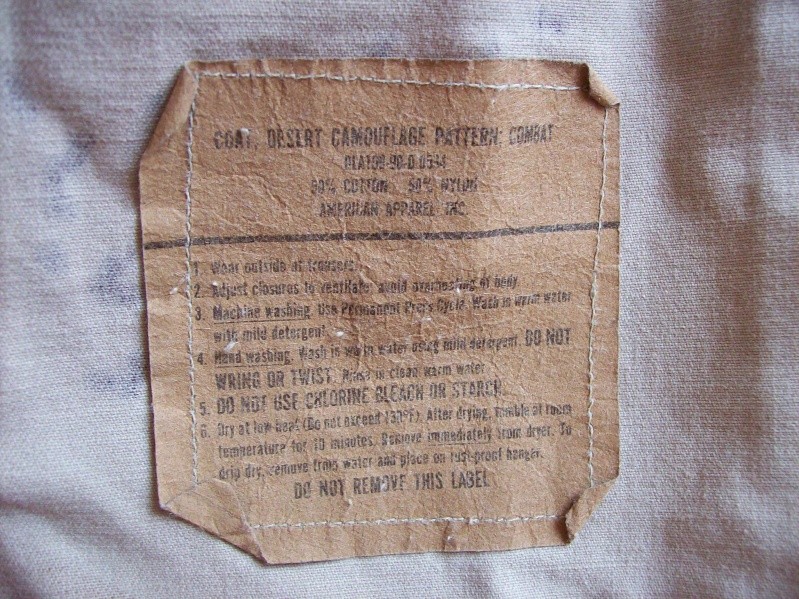 COAT, DESERT CAMOUFLAGE PATTERN: COMBAT
DLA100-90-D-0544
50% COTTON 50% NYLON
AMERICAN APPAREL INC.
1. Wear outside of trousers.
2. Adjust closures to ventilate; avoid overheating of body.
3. Machine washing. Use Permanent Press Cycle. Wash in warm water
with mild detergent
4. Hand washing. Wash in warm water using mild detergent. DO NOT
WRING OR TWIST. Rinse in clean warm water
5. DO NOT USE CHLORINE BLEACH OR STARCH.
6. Dry at low heat (Do not exceed 130°F). After drying, tumble at room
temperature for 10 minutes. Remove immediately from dryer. To
drip dry, remove from water and place on rust-proof hanger.
DO NOT REMOVE THIS LABEL